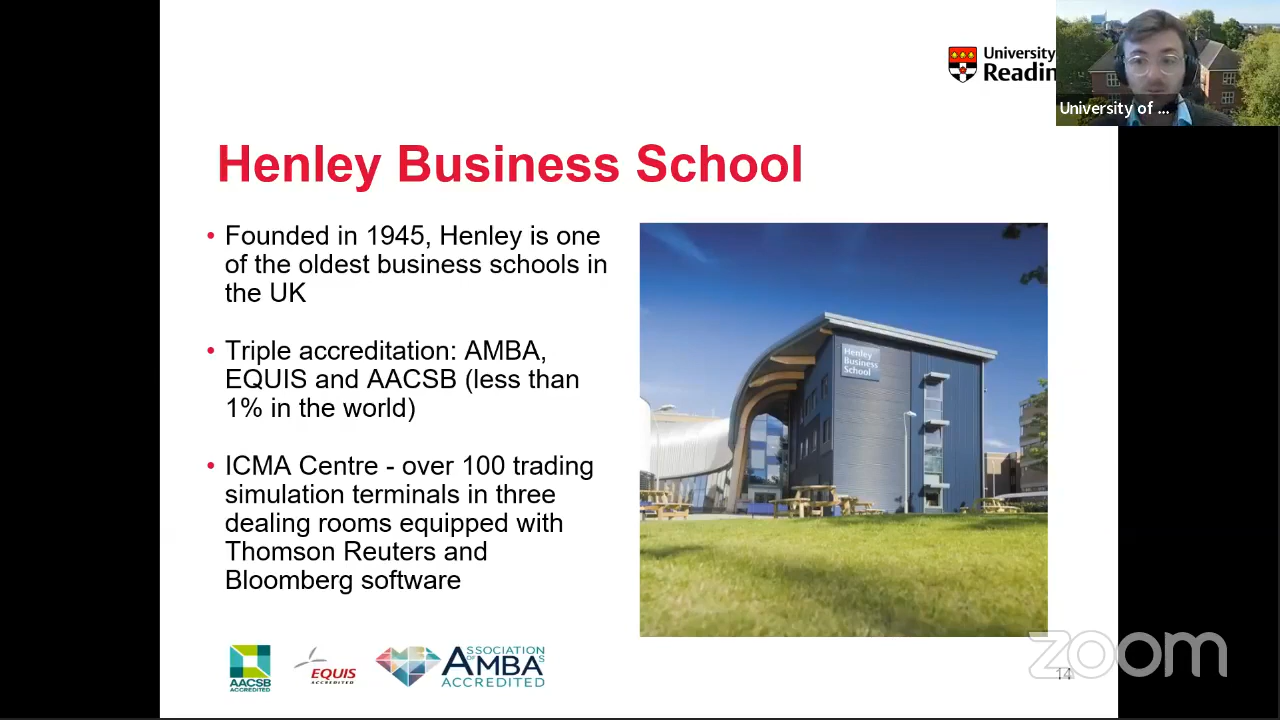 University
Readin
University of ...
Henley Business School
• Founded in 1945, Henley is one
of the oldest business schools in
the UK
• Triple accreditation: AMBA,
EQUIS and AACSB (less than
1% in the world)
• ICMA Centre - over 100 trading
simulation terminals in three
dealing rooms equipped with
Thomson Reuters and
Bloomberg software
Henley
Business
School
AACSB
ACCREDITED
EQUIS
ACCREDITED
ASSOCIATION
OF AMBAS
ACCREDITED
zoom
14